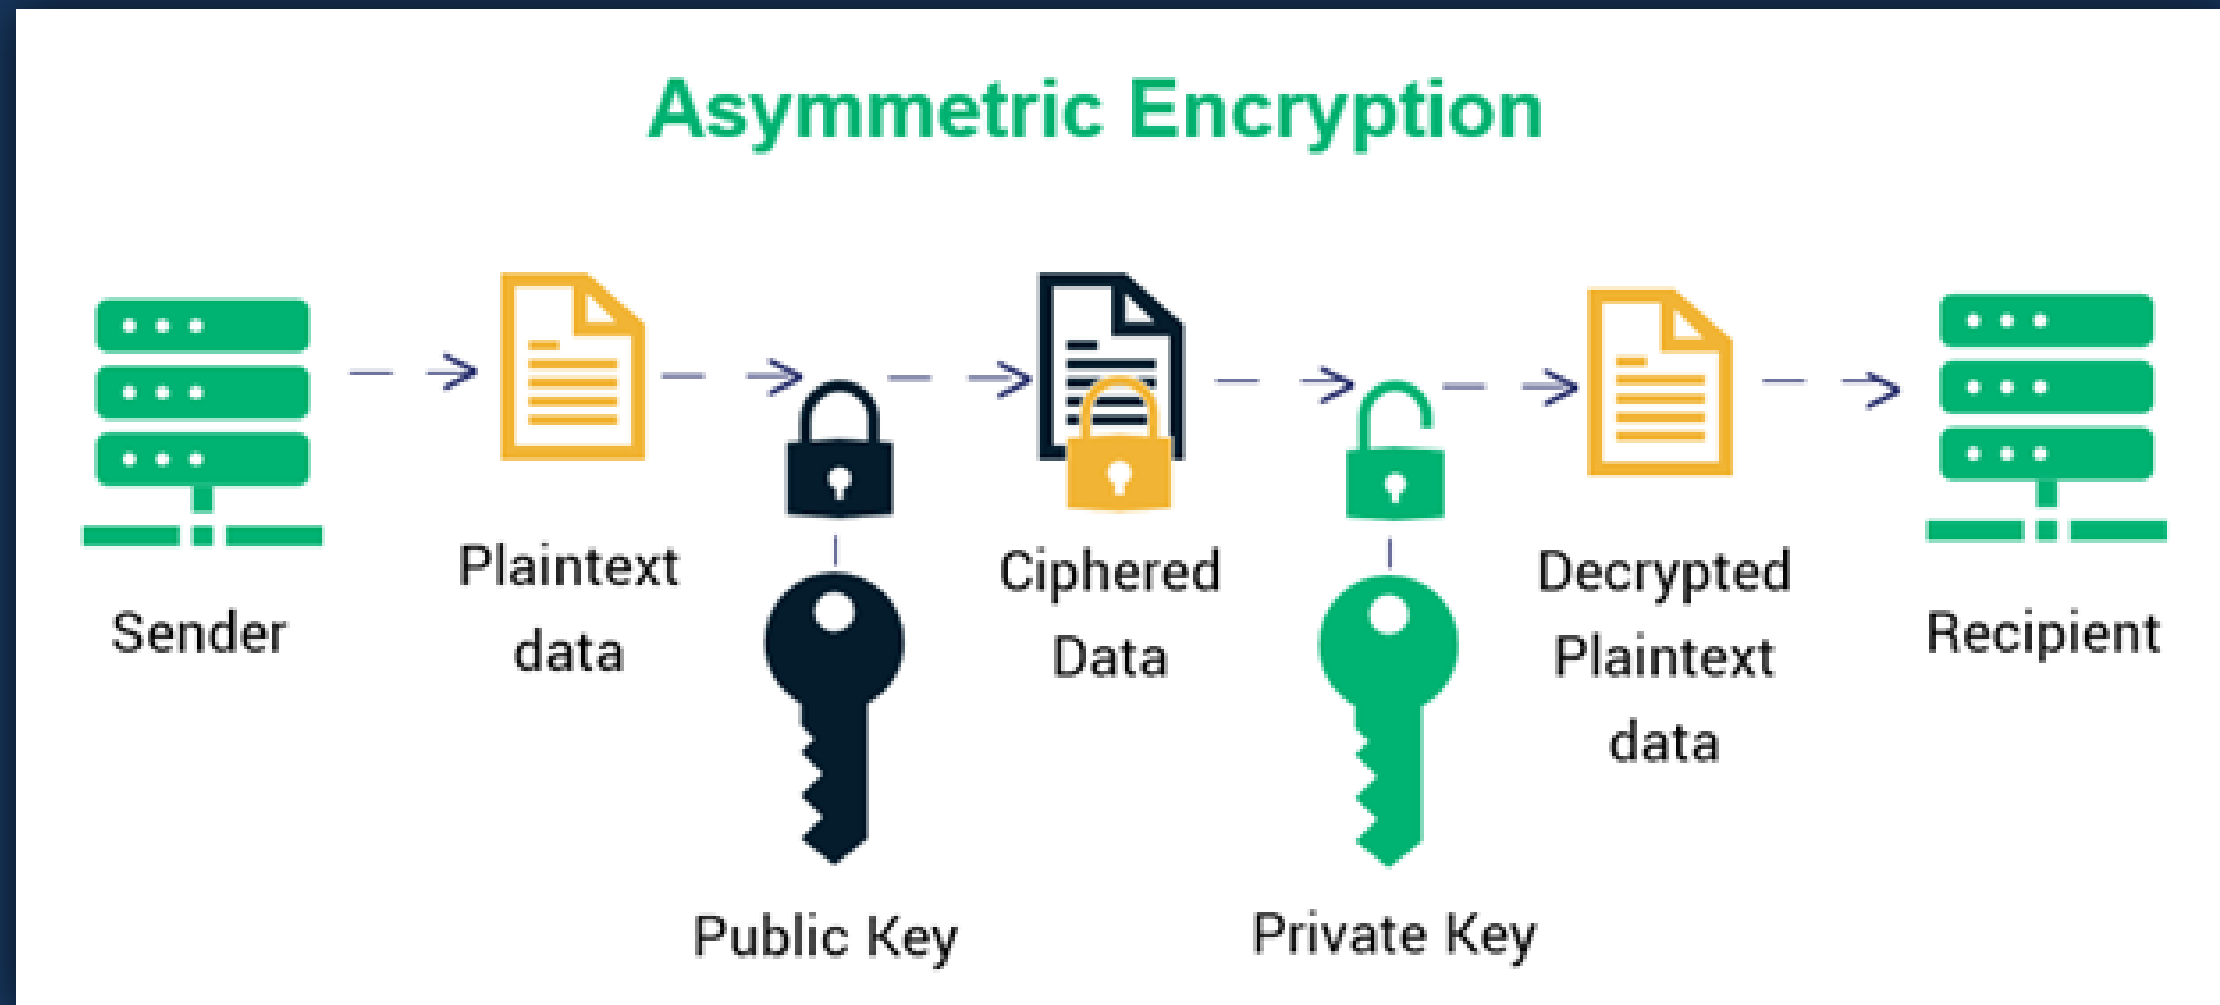 Asymmetric Encryption
Sender
Plaintext
data
Public Key
Ciphered
Data
Private Key
Decrypted
Plaintext
data
Recipient